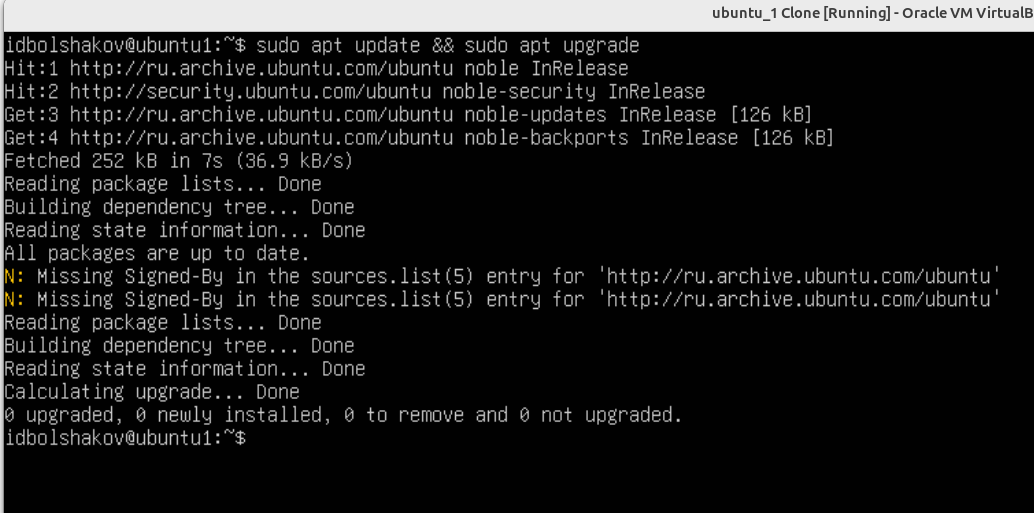 ubuntu_1 Clone [Running] - Oracle VM VirtualB
idbolshakov@ubuntu1:~$ sudo apt update && sudo apt upgrade
Hit:1 http://ru.archive.ubuntu.com/ubuntu noble InRelease
Hit:2 http://security.ubuntu.com/ubuntu noble-security InRelease
Get:3 http://ru.archive.ubuntu.com/ubuntu noble-updates InRelease [126 kB]
Get:4 http://ru.archive.ubuntu.com/ubuntu noble-backports InRelease [126 kB]
Fetched 252 kB in 7s (36.9 kB/s)
Reading package lists... Done
Building dependency tree... Done
Reading state information... Done
All packages are up to date.
N: Missing Signed-By in the sources.list(5) entry for 'http://ru.archive.ubuntu.com/ubuntu'
N: Missing Signed-By in the sources.list(5) entry for 'http://ru.archive.ubuntu.com/ubuntu'
Reading package lists... Done
Building dependency tree... Done
Reading state information... Done
Calculating upgrade... Done
0 upgraded, 0 newly installed, 0 to remove and 0 not upgraded.
idbolshakov@ubuntu1:~$